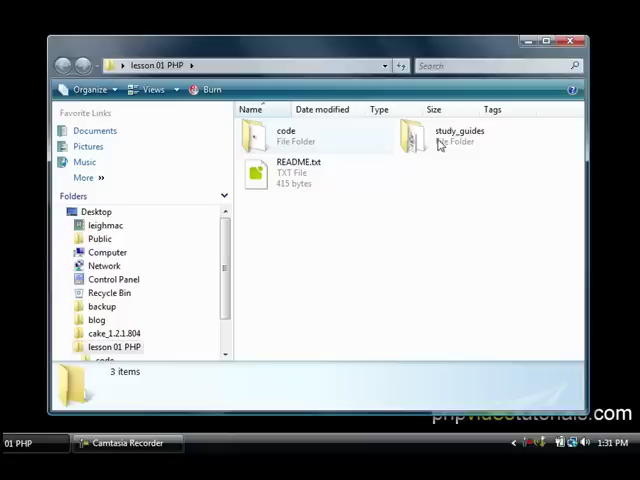 lesson 01 PHP
Search
Organize Views Burn
Favorite Links
Documents
Pictures
Music
More »
Folders
Desktop
leighmac
Public
Computer
Network
Control Panel
Recycle Bin
backup
blog
cake_1.2.1.804
lesson 01 PHP
code
Name Date modified Type Size Tags
code
File Folder
study_guides
File Folder
README.txt
TXT File
415 bytes
3 items
phpvideotutorials.com
01 PHP
Camtasia Recorder
1:31 PM